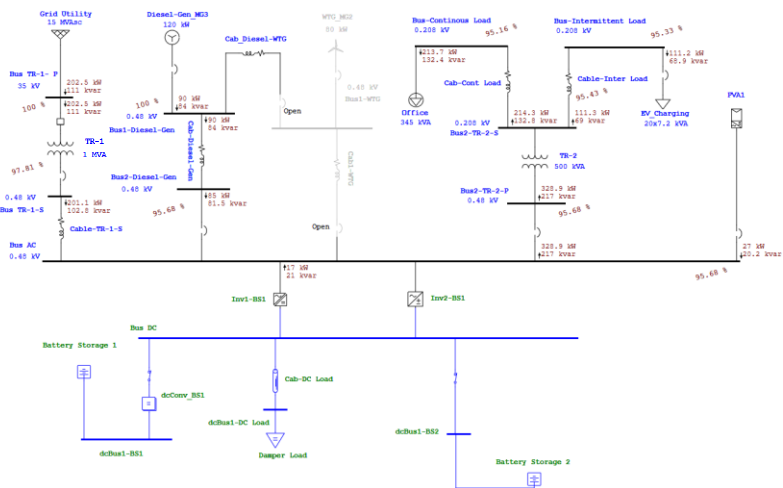 Grid Utility
15 MVAsc
Bus TR-1- P
35 kV
202.5 kW
111 kvar
202.5 kW
111 kvar
100 %
TR-1
1 MVA
97.81 %
0.48 kV
Bus TR-1-S
201.1 kW
102.8 kvar
Cable-TR-1-S
Bus AC
0.48 kV
Diesel-Gen_MG3
120 kW
90 kW
84 kvar
100 %
0.48 kV
Bus1-Diesel-Gen
90 kW
84 kvar
Cab-Diesel-Gen
Bus2-Diesel-Gen
0.48 kV
85 kW
81.5 kvar
95.68 %
Cab_Diesel-WTG
Open
WTG_MG2
0.48 kV
Bus1-WTG
Cab1-WTG
Open
Bus-Continous Load
0.208 kV
95.16 %
213.7 kW
132.4 kvar
Cab-Cont Load
Office
345 kVA
Bus-Intermittent Load
0.208 kV
95.33 %
111.2 kW
68.9 kvar
Cable-Inter Load
95.43 %
EV_Charging
20x7.2 kVA
214.3 kW
132.8 kvar
111.3 kW
69 kvar
0.208 kV
Bus2-TR-2-S
TR-2
500 kVA
Bus2-TR-2-P
0.48 kV
328.9 kW
217 kvar
95.68 %
328.9 kW
217 kvar
PVA1
27 kW
20.2 kvar
95.68 %
17 kW
21 kvar
Inv1-BS1
Inv2-BS1
Bus DC
Battery Storage 1
dcConv_BS1
dcBus1-BS1
Cab-DC Load
dcBus1-DC Load
Damper Load
dcBus1-BS2
Battery Storage 2